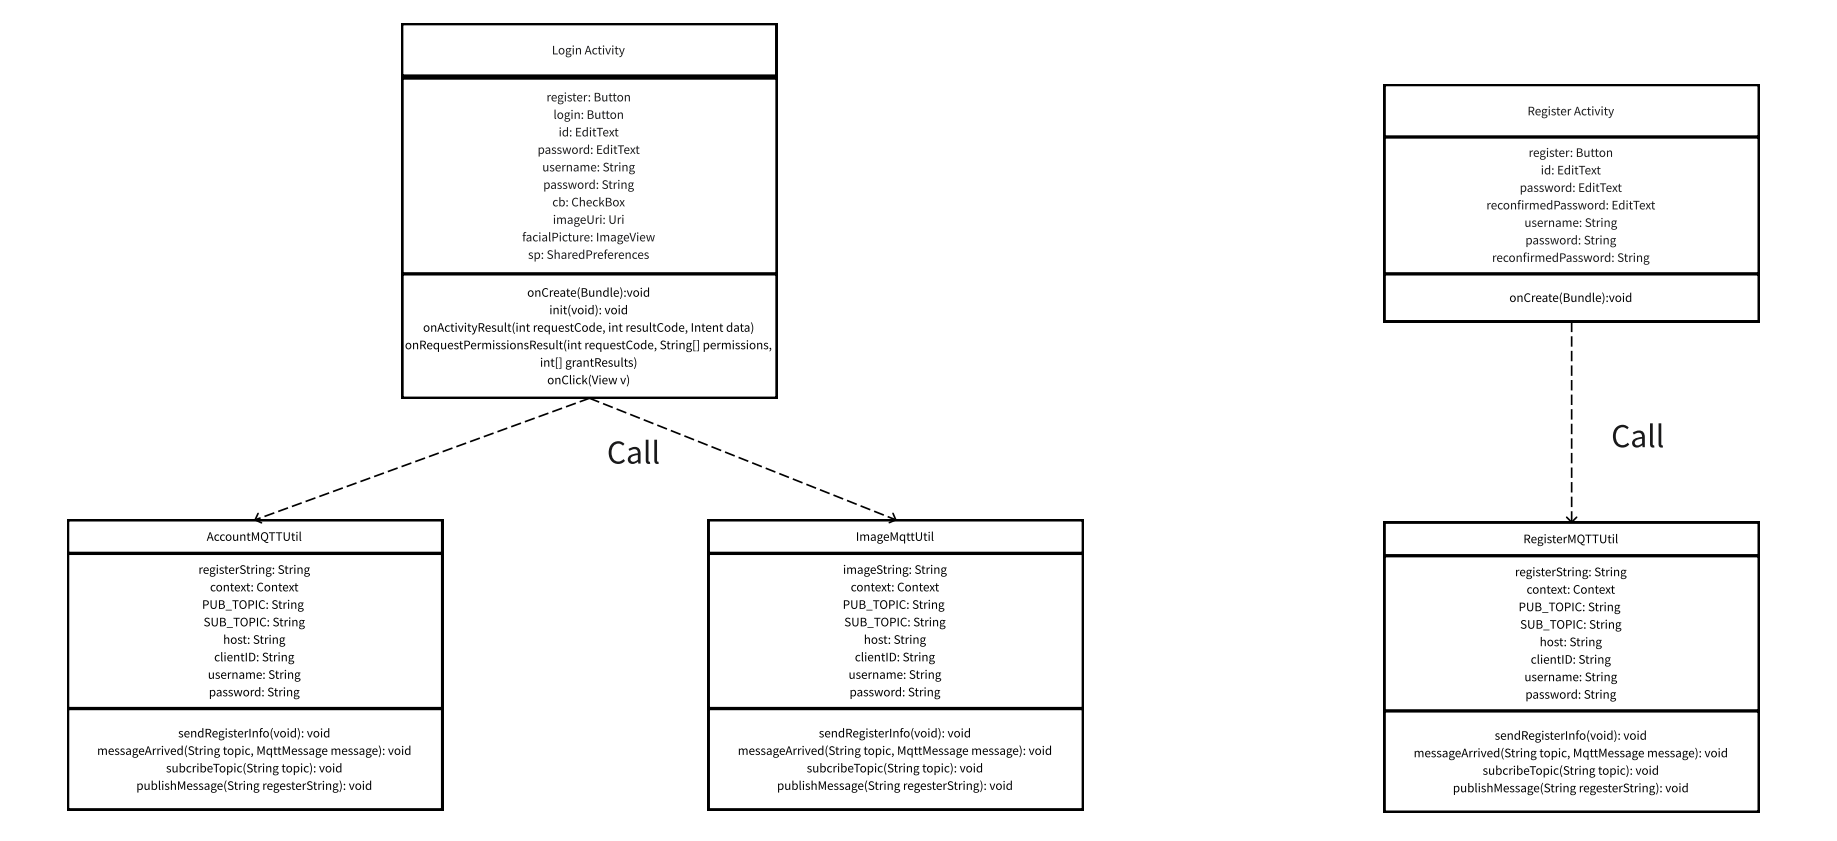 Login Activity
register: Button
login: Button
id: EditText
password: EditText
username: String
password: String
cb: CheckBox
imageUri: Uri
facialPicture: ImageView
sp: SharedPreferences
onCreate(Bundle):void
init(void): void
onActivityResult(int requestCode, int resultCode, Intent data)
onRequestPermissionsResult(int requestCode, String[] permissions,
int[] grantResults)
onClick(View v)
Call
AccountMQTTUtil
registerString: String
context: Context
PUB_TOPIC: String
SUB_TOPIC: String
host: String
clientID: String
username: String
password: String
sendRegisterInfo(void): void
messageArrived(String topic, MqttMessage message): void
subcribeTopic(String topic): void
publishMessage(String regesterString): void
ImageMqttUtil
imageString: String
context: Context
PUB_TOPIC: String
SUB_TOPIC: String
host: String
clientID: String
username: String
password: String
sendRegisterInfo(void): void
messageArrived(String topic, MqttMessage message): void
subcribeTopic(String topic): void
publishMessage(String regesterString): void
Register Activity
register: Button
id: EditText
password: EditText
reconfirmedPassword: EditText
username: String
password: String
reconfirmedPassword: String
onCreate(Bundle):void
Call
RegisterMQTTUtil
registerString: String
context: Context
PUB_TOPIC: String
SUB_TOPIC: String
host: String
clientID: String
username: String
password: String
sendRegisterInfo(void): void
messageArrived(String topic, MqttMessage message): void
subcribeTopic(String topic): void
publishMessage(String regesterString): void